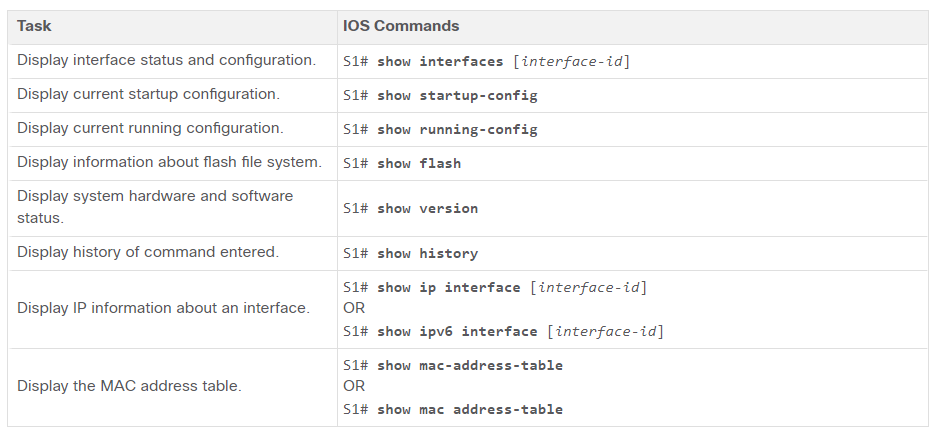 Task IOS Commands
Display interface status and configuration. S1# show interfaces [interface-id]
Display current startup configuration. S1# show startup-config
Display current running configuration. S1# show running-config
Display information about flash file system. S1# show flash
Display system hardware and software
status.
S1# show version
Display history of command entered. S1# show history
Display IP information about an interface.
S1# show ip interface [interface-id]
OR
S1# show ipv6 interface [interface-id]
Display the MAC address table.
S1# show mac-address-table
OR
S1# show mac address-table